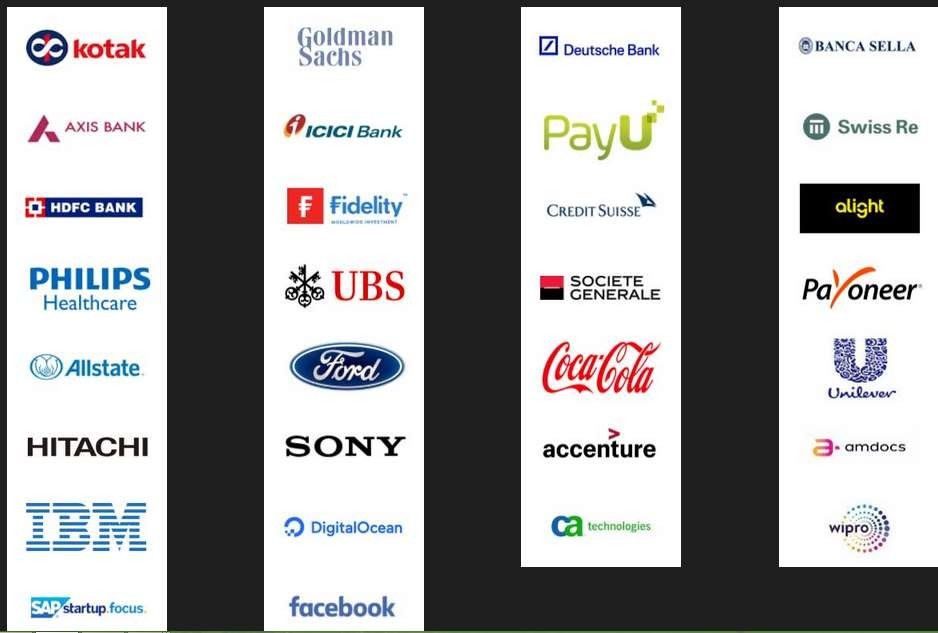 kotak
AXIS BANK
HDFC BANK
PHILIPS
Healthcare
Allstate
HITACHI
IBM
SAP startup.focus.
Goldman
Sachs
ICICI Bank
Fidelity
WORLDWIDE INVESTMENT
UBS
Ford
SONY
DigitalOcean
facebook
Deutsche Bank
PayU
CREDIT SUISSE
SOCIETE
GENERALE
Coca-Cola
accenture
ca technologies
BANCA SELLA
Swiss Re
alight
Payoneer
Unilever
amdocs
wipro